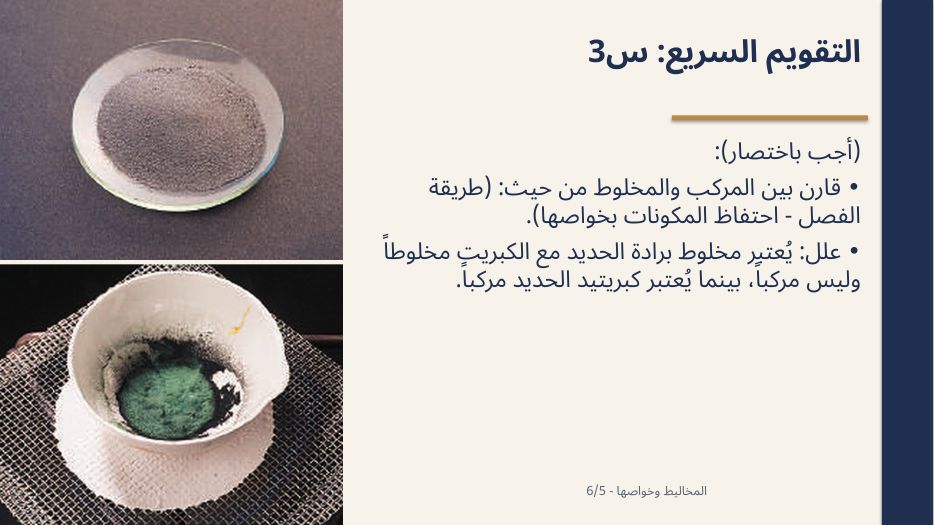 التقويم السريع: س3
(أجب باختصار):
• قارن بين المركب والمخلوط من حيث: (طريقة
الفصل - احتفاظ المكونات بخواصها).
• علل: يُعتبر مخلوط برادة الحديد مع الكبريت مخلوطاً
وليس مركباً، بينما يُعتبر كبريتيد الحديد مركباً.
المخاليط وخواصها - 6/5